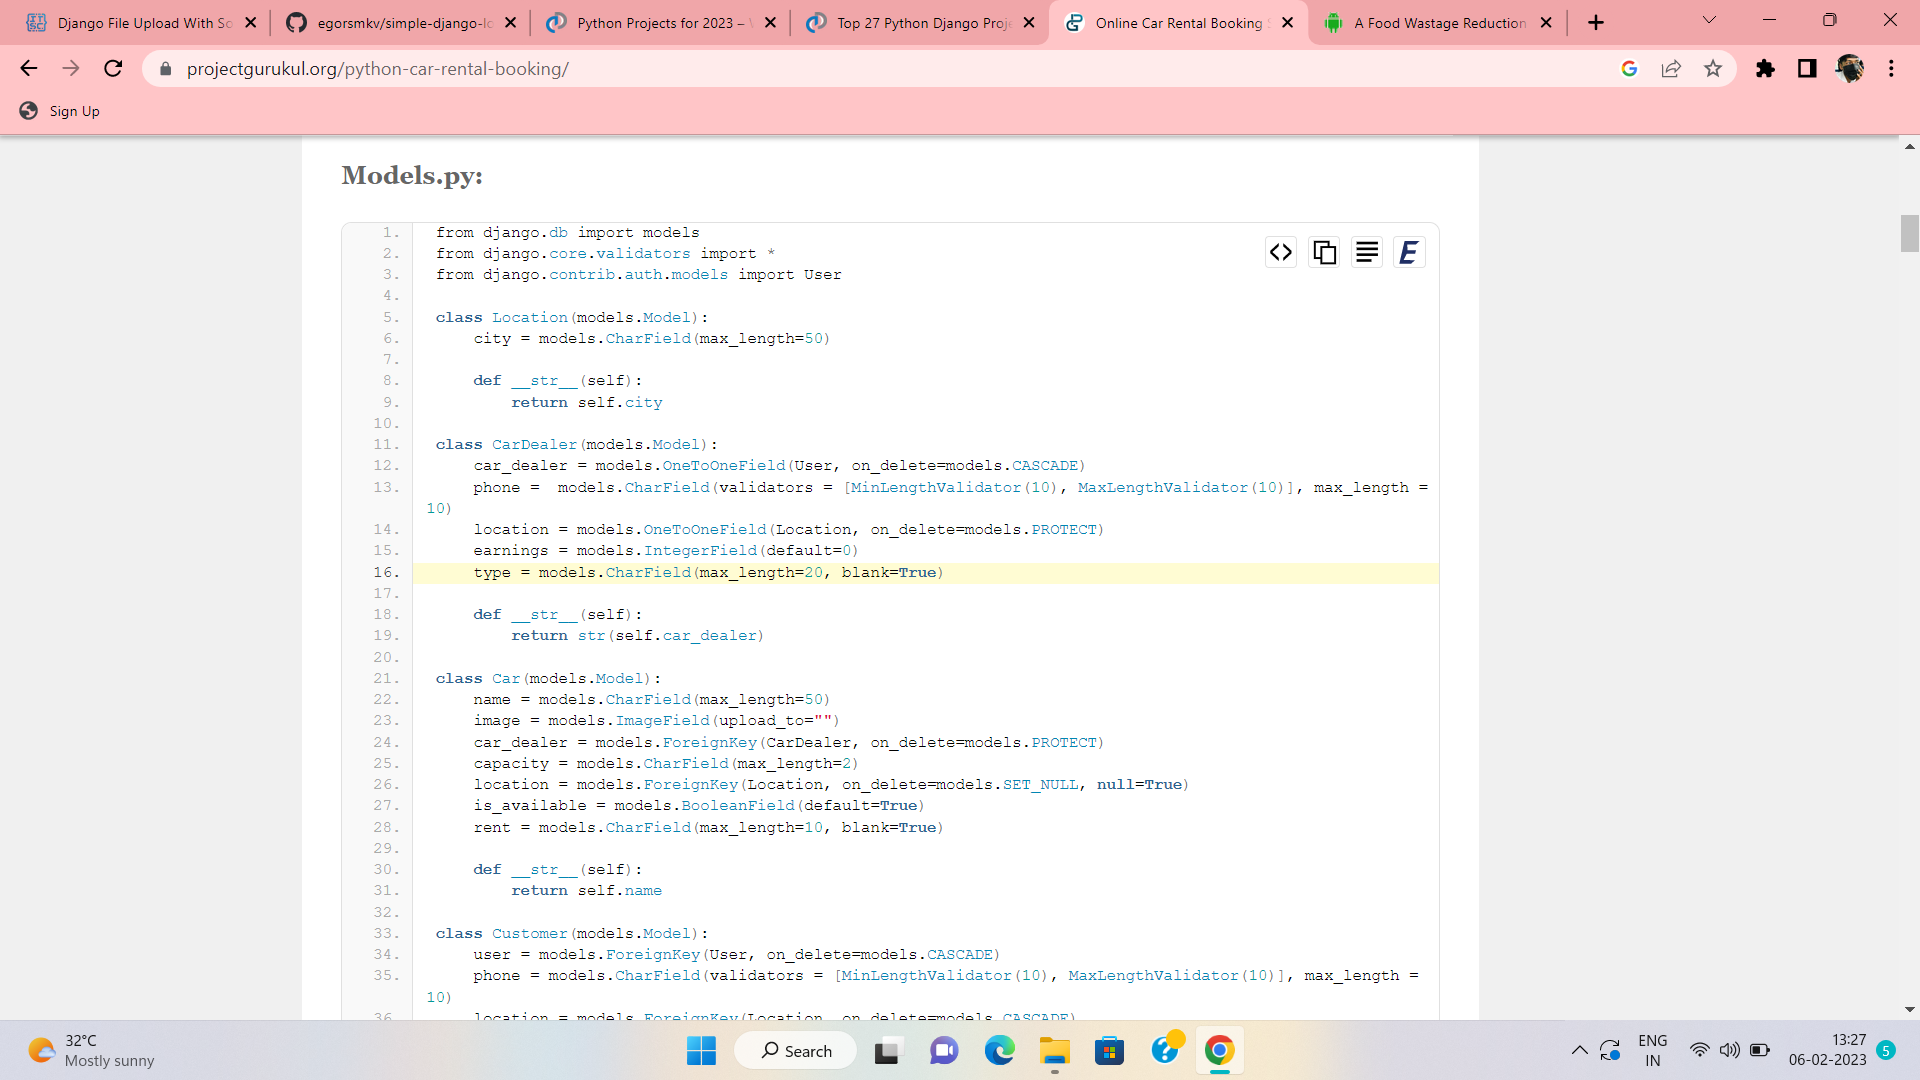 Django File Upload With So
egorsmkv/simple-django-lo
Python Projects for 2023 –
Top 27 Python Django Proje
Online Car Rental Booking
A Food Wastage Reduction
projectgurukul.org/python-car-rental-booking/
Sign Up
Models.py:
1. from django.db import models
2. from django.core.validators import *
3. from django.contrib.auth.models import User
4.
5. class Location(models.Model):
6. city = models.CharField(max_length=50)
7.
8. def __str__(self):
9. return self.city
10.
11. class CarDealer(models.Model):
12. car_dealer = models.OneToOneField(User, on_delete=models.CASCADE)
13. phone =  models.CharField(validators = [MinLengthValidator(10), MaxLengthValidator(10)], max_length =
10)
14. location = models.OneToOneField(Location, on_delete=models.PROTECT)
15. earnings = models.IntegerField(default=0)
16. type = models.CharField(max_length=20, blank=True)
17.
18. def __str__(self):
19. return str(self.car_dealer)
20.
21. class Car(models.Model):
22. name = models.CharField(max_length=50)
23. image = models.ImageField(upload_to="")
24. car_dealer = models.ForeignKey(CarDealer, on_delete=models.PROTECT)
25. capacity = models.CharField(max_length=2)
26. location = models.ForeignKey(Location, on_delete=models.SET_NULL, null=True)
27. is_available = models.BooleanField(default=True)
28. rent = models.CharField(max_length=10, blank=True)
29.
30. def __str__(self):
31. return self.name
32.
33. class Customer(models.Model):
34. user = models.ForeignKey(User, on_delete=models.CASCADE)
35. phone = models.CharField(validators = [MinLengthValidator(10), MaxLengthValidator(10)], max_length =
10)
36. location = models.ForeignKey(Location, on_delete=models.CASCADE)
32°C
Mostly sunny
Search
ENG
IN
13:27
06-02-2023
5